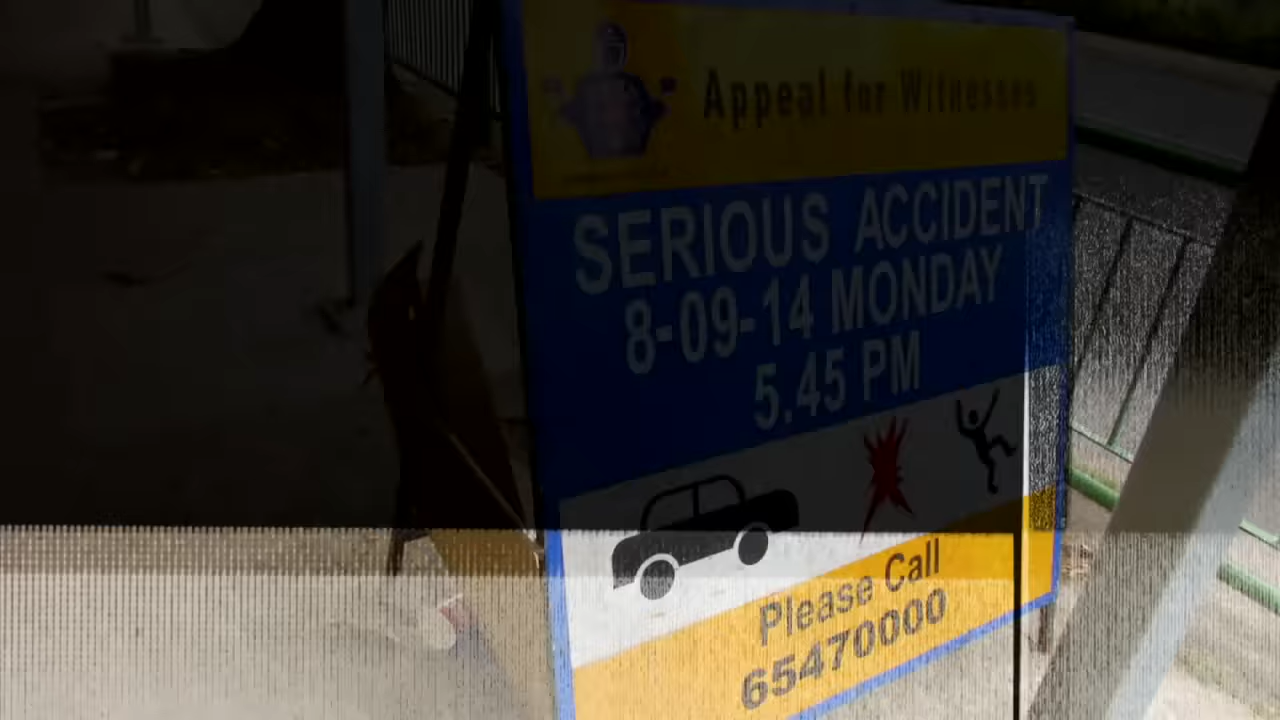 Appeal for Witnesses
SERIOUS ACCIDENT
8-09-14 MONDAY
5.45 PM
Please Call
65470000